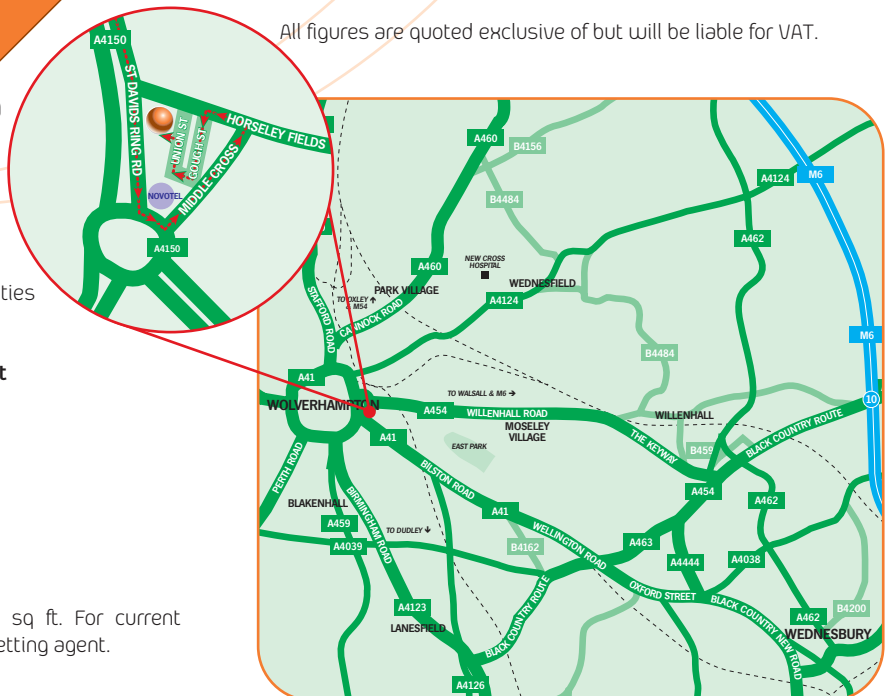 All figures are quoted exclusive of but will be liable for VAT.
A4150
ST DAVIDS RING RD
HORSELEY FIELDS
UNION ST
GOUGH ST
MIDDLE CROSS
NOVOTEL
A4150
ties
t
sq ft. For current
etting agent.
A460
B4156
M6
A4124
B4484
A462
NEW CROSS
HOSPITAL
A460
PARK VILLAGE
WEDNESFIELD
TO OXLEY ↑
& M54
A4124
STAFFORD ROAD
CANNOCK ROAD
M6
B4484
A41
TO WALSALL & M6 →
WOLVERHAMPTON
A454
WILLENHALL ROAD
WILLENHALL
10
MOSELEY
VILLAGE
BLACK COUNTRY ROUTE
A41
THE KEYWAY
EAST PARK
B459
PERTH ROAD
BILSTON ROAD
A454
A462
BLAKENHALL
A41
A459
BIRMINGHAM ROAD
TO DUDLEY ↓
WELLINGTON ROAD
A4039
B4162
A463
A4444
A4038
OXFORD STREET
BLACK COUNTRY ROUTE
BLACK COUNTRY NEW ROAD
A4123
B4200
A462
LANESFIELD
WEDNESBURY
A4126